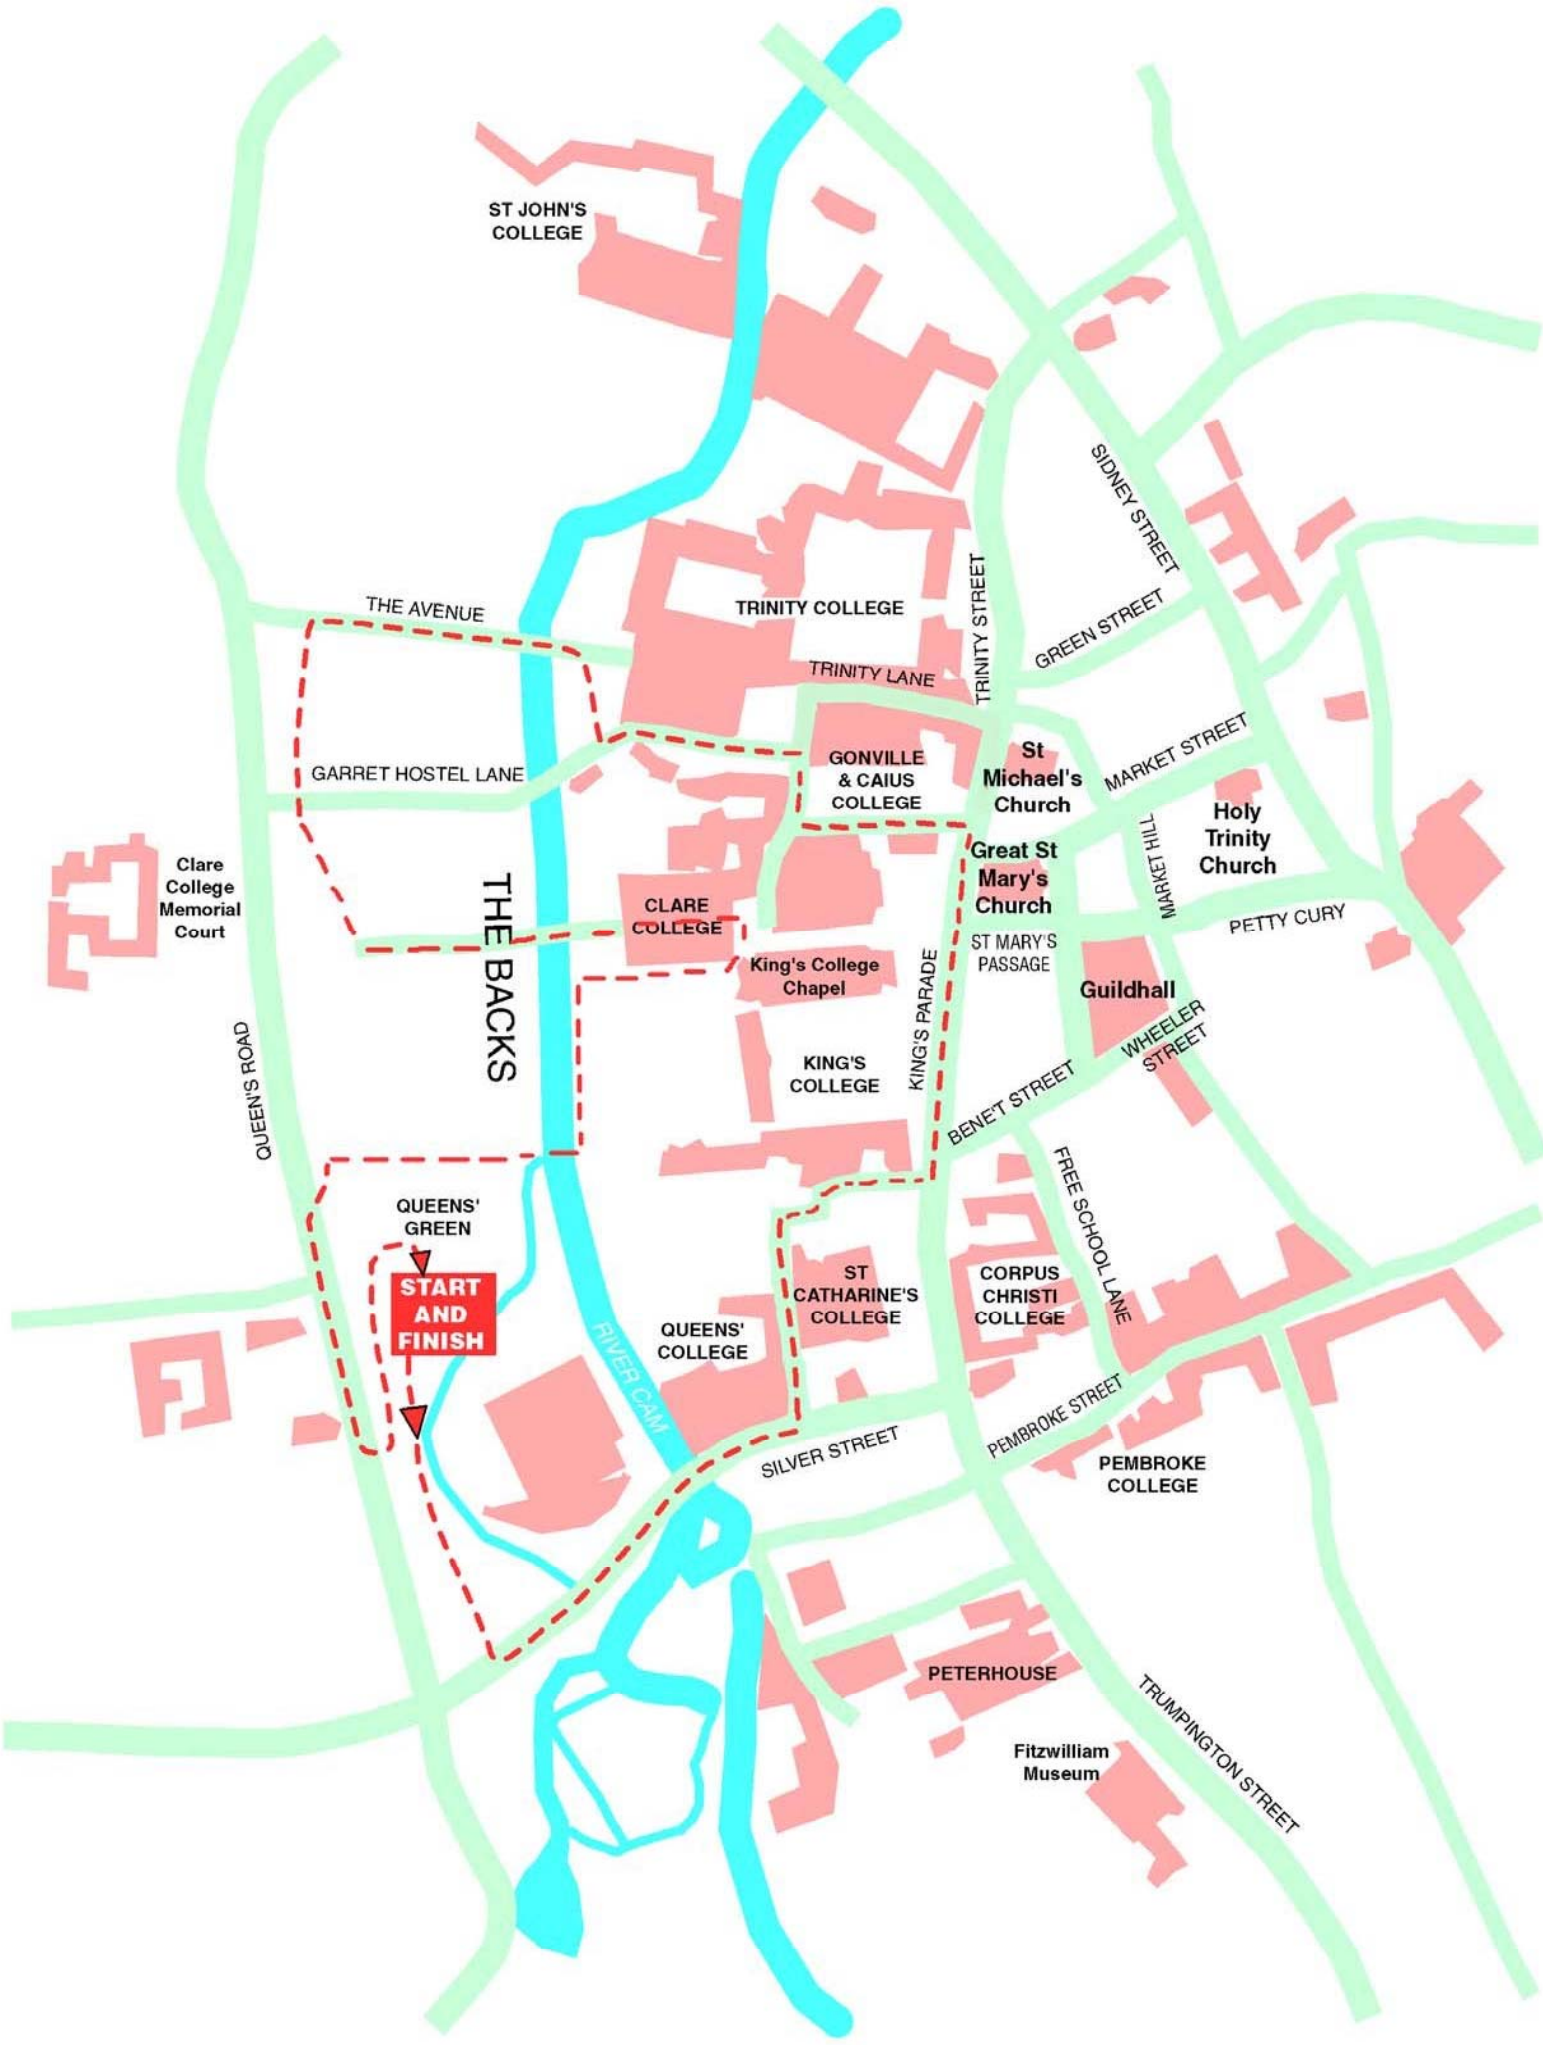 ST JOHN'S
COLLEGE
SIDNEY STREET
THE AVENUE
TRINITY COLLEGE
TRINITY STREET
GREEN STREET
TRINITY LANE
GARRET HOSTEL LANE
GONVILLE
& CAIUS
COLLEGE
St
Michael's
Church
MARKET STREET
Holy
Trinity
Church
MARKET HILL
Great St
Mary's
Church
Clare
College
Memorial
Court
THE BACKS
CLARE
COLLEGE
PETTY CURY
ST MARY'S
PASSAGE
King's College
Chapel
KING'S PARADE
Guildhall
WHEELER
STREET
QUEEN'S ROAD
KING'S
COLLEGE
BENE'T STREET
FREE SCHOOL LANE
QUEENS'
GREEN
START
AND
FINISH
RIVER CAM
QUEENS'
COLLEGE
ST
CATHARINE'S
COLLEGE
CORPUS
CHRISTI
COLLEGE
SILVER STREET
PEMBROKE STREET
PEMBROKE
COLLEGE
PETERHOUSE
TRUMPINGTON STREET
Fitzwilliam
Museum